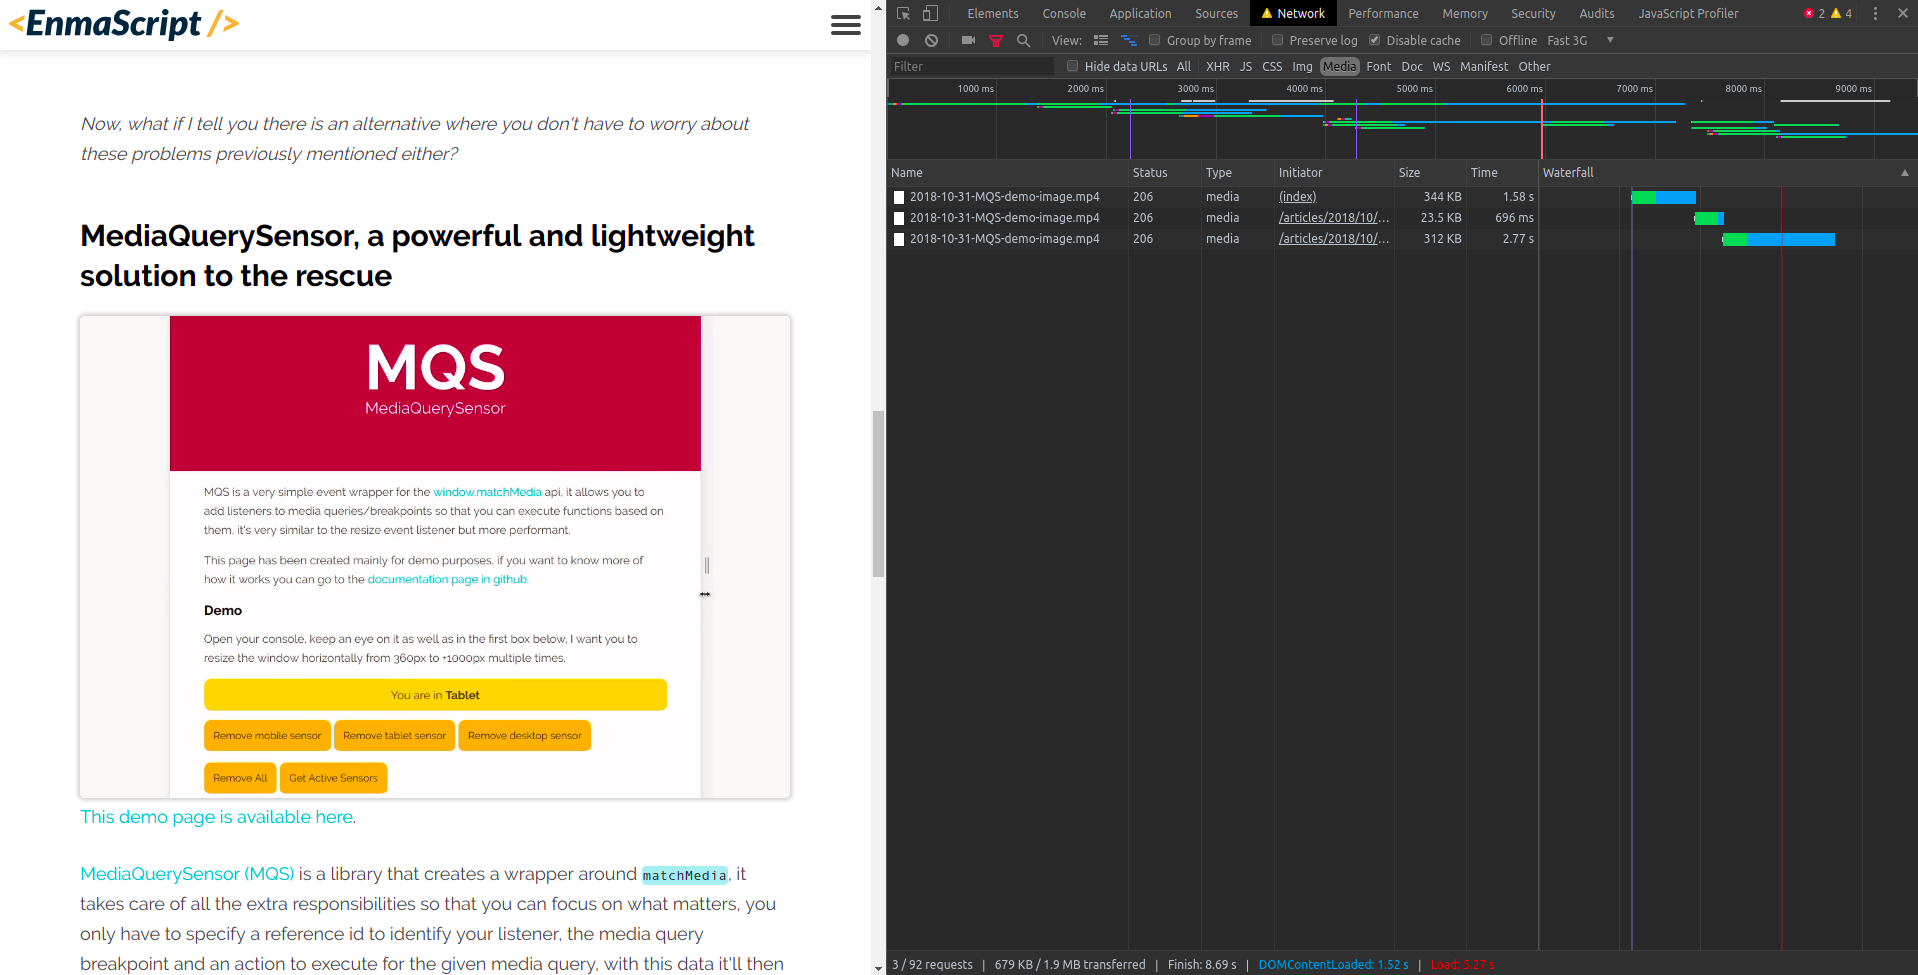 <EnmaScript />
Now, what if I tell you there is an alternative where you don't have to worry about
these problems previously mentioned either?
MediaQuerySensor, a powerful and lightweight
solution to the rescue
MQS
MediaQuerySensor
MQS is a very simple event wrapper for the window.matchMedia api, it allows you to
add listeners to media queries/breakpoints so that you can execute functions based on
them, it's very similar to the resize event listener but more performant.
This page has been created mainly for demo purposes, if you want to know more of
how it works you can go to the documentation page in github.
Demo
Open your console, keep an eye on it as well as in the first box below, I want you to
resize the window horizontally from 360px to +1000px multiple times.
You are in Tablet
Remove mobile sensor Remove tablet sensor Remove desktop sensor
Remove All Get Active Sensors
This demo page is available here.
MediaQuerySensor (MQS) is a library that creates a wrapper around matchMedia, it
takes care of all the extra responsibilities so that you can focus on what matters, you
only have to specify a reference id to identify your listener, the media query
breakpoint and an action to execute for the given media query, with this data it'll then
Elements Console Application Sources Network Performance Memory Security Audits JavaScript Profiler 2 4
View: Group by frame Preserve log Disable cache Offline Fast 3G
Filter Hide data URLs All XHR JS CSS Img Media Font Doc WS Manifest Other
1000 ms 2000 ms 3000 ms 4000 ms 5000 ms 6000 ms 7000 ms 8000 ms 9000 ms
Name Status Type Initiator Size Time Waterfall
2018-10-31-MQS-demo-image.mp4 206 media (index) 344 KB 1.58 s
2018-10-31-MQS-demo-image.mp4 206 media /articles/2018/10/... 23.5 KB 696 ms
2018-10-31-MQS-demo-image.mp4 206 media /articles/2018/10/... 312 KB 2.77 s
3 / 92 requests | 679 KB / 1.9 MB transferred | Finish: 8.69 s | DOMContentLoaded: 1.52 s | Load: 5.27 s